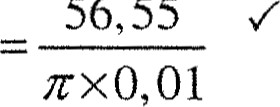 = 56,55 / π×0,01 ✓